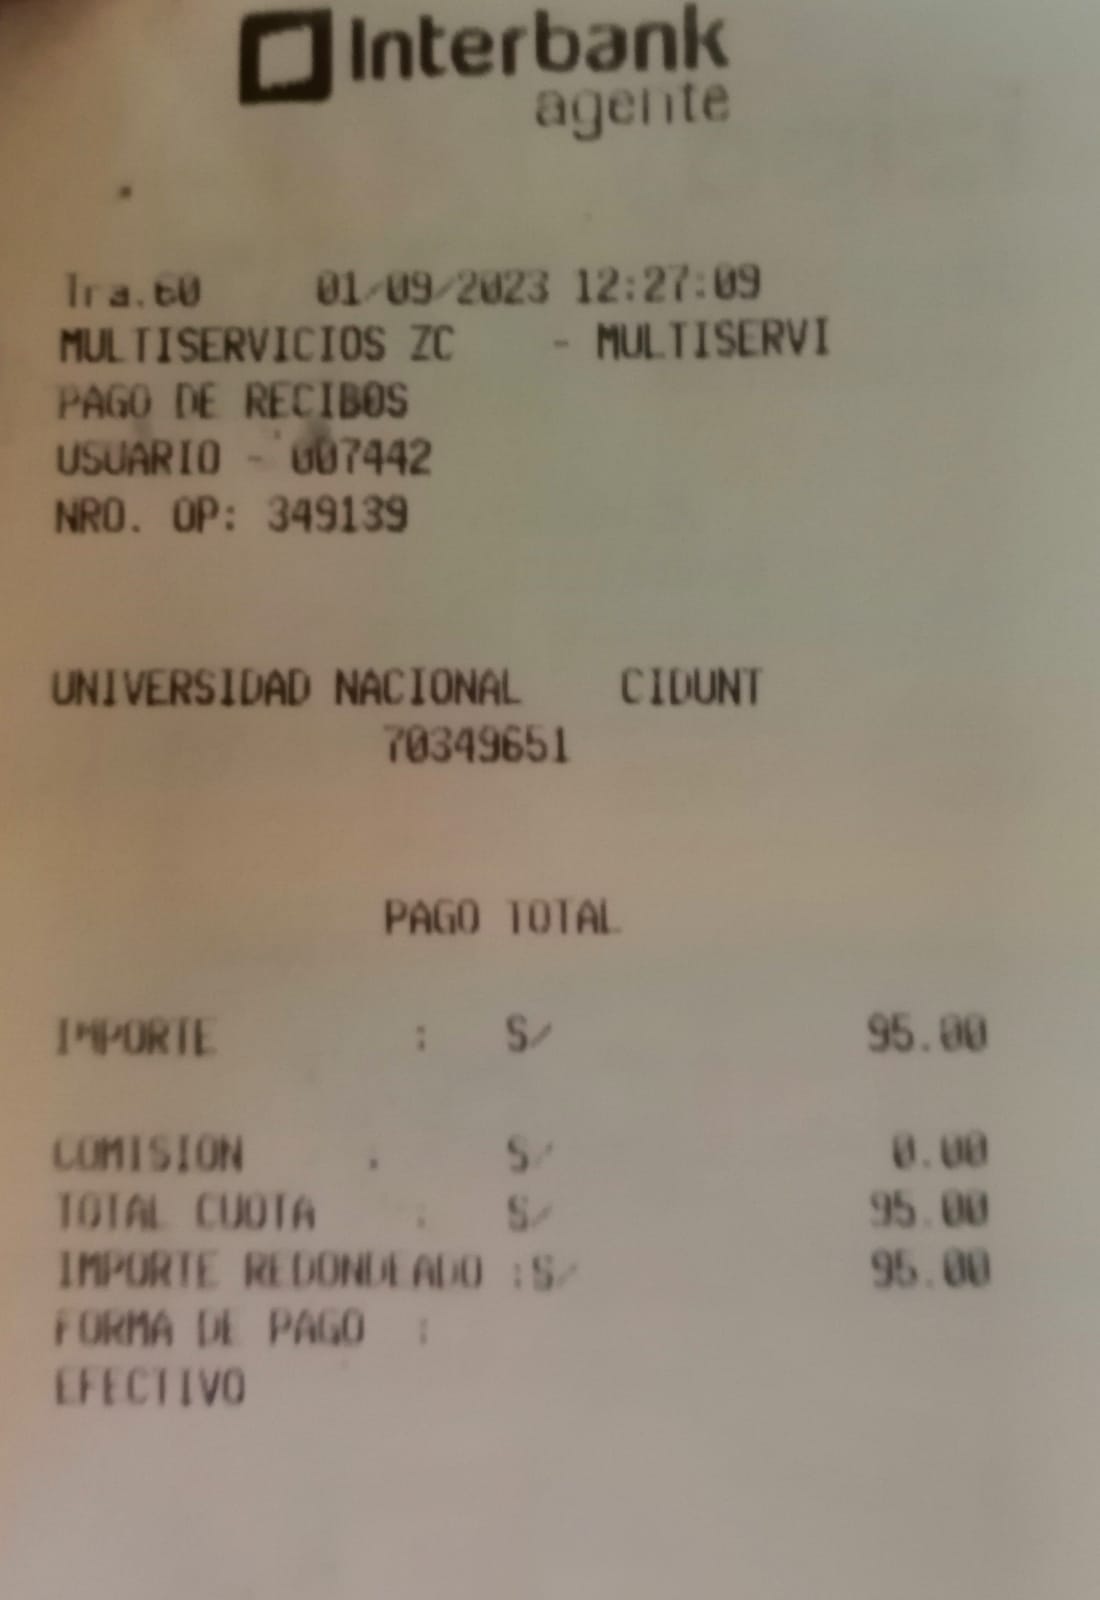 Interbank
agente
Tra.60 01/09/2023 12:27:09
MULTISERVICIOS ZC - MULTISERVI
PAGO DE RECIBOS
USUARIO - 007442
NRO. OP: 349139
UNIVERSIDAD NACIONAL CIDUNT
70349651
PAGO TOTAL
IMPORTE : S/ 95.00
COMISION : S/ 0.00
TOTAL CUOTA : S/ 95.00
IMPORTE REDONDEADO :S/ 95.00
FORMA DE PAGO :
EFECTIVO